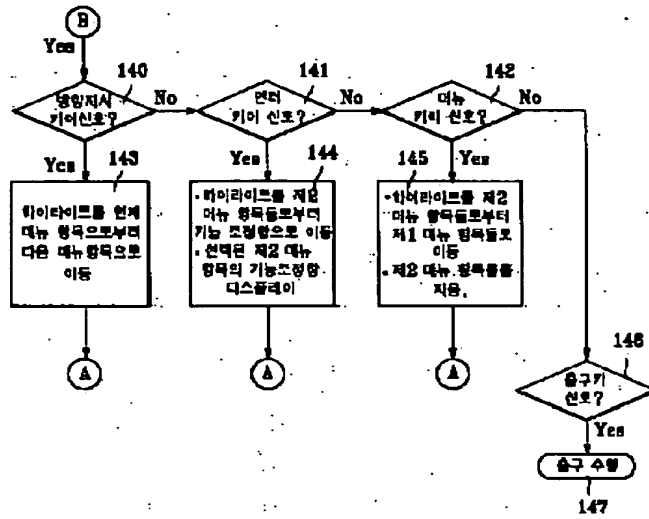 B
Yes
140
141
142
키이신호?
No
엔터
키이 신호?
No
메뉴
키이 신호?
No
Yes
143
Yes
144
Yes
145
하이라이트를 현재
메뉴 항목으로부터
다음 메뉴항목으로
이동
·하이라이트를 제2
메뉴 항목들로부터
기능 조정함으로 이동
·선택된 제2 메뉴
항목의 기능조정함
디스플레이
·하이라이트를 제2
메뉴 항목들로부터
제1 메뉴 항목들로
이동
·제2 메뉴 항목들을
지움.
A
A
A
146
출구키
신호?
Yes
출구 수행
147